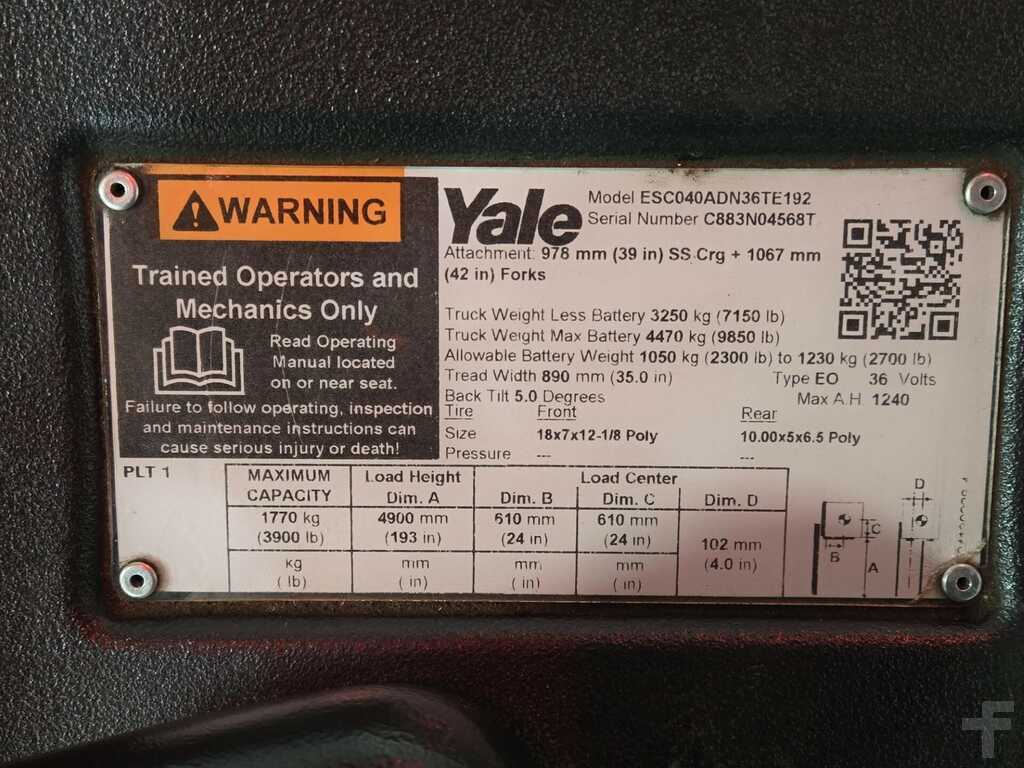 WARNING
Trained Operators and
Mechanics Only
Read Operating
Manual located
on or near seat.
Failure to follow operating, inspection
and maintenance instructions can
cause serious injury or death!
Yale
Model ESC040ADN36TE192
Serial Number C883N04568T
Attachment: 978 mm (39 in) SS Crg + 1067 mm
(42 in) Forks
Truck Weight Less Battery 3250 kg (7150 lb)
Truck Weight Max Battery 4470 kg (9850 lb)
Allowable Battery Weight 1050 kg (2300 lb) to 1230 kg (2700 lb)
Tread Width 890 mm (35.0 in) Type EO 36 Volts
Back Tilt 5.0 Degrees Max A.H. 1240
Tire Front Rear
Size 18x7x12-1/8 Poly 10.00x5x6.5 Poly
Pressure --- ---
PLT 1
MAXIMUM Load Height Load Center
CAPACITY Dim. A Dim. B Dim. C Dim. D
1770 kg 4900 mm 610 mm 610 mm
(3900 lb) (193 in) (24 in) (24 in) 102 mm
kg mm mm mm (4.0 in)
( lb) ( in) ( in) ( in)
D
C
B
A